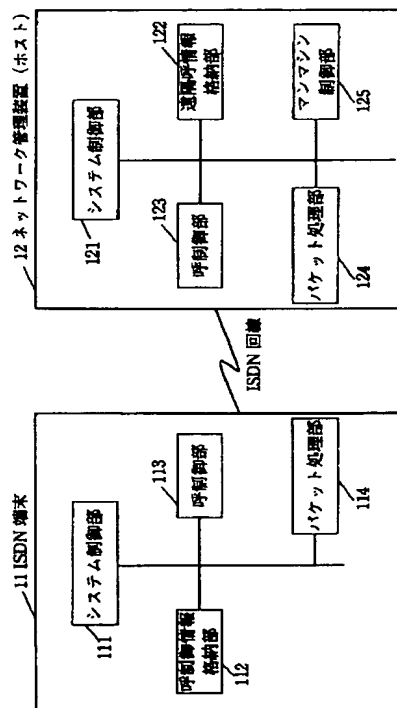 11 ISDN 端末
システム制御部
111
呼制御情報
格納部
112
呼制御部
113
パケット処理部
114
ISDN 回線
12 ネットワーク管理装置 (ホスト)
システム制御部
121
遠隔呼情報
格納部
122
呼制御部
123
パケット処理部
124
マンマシン
制御部
125